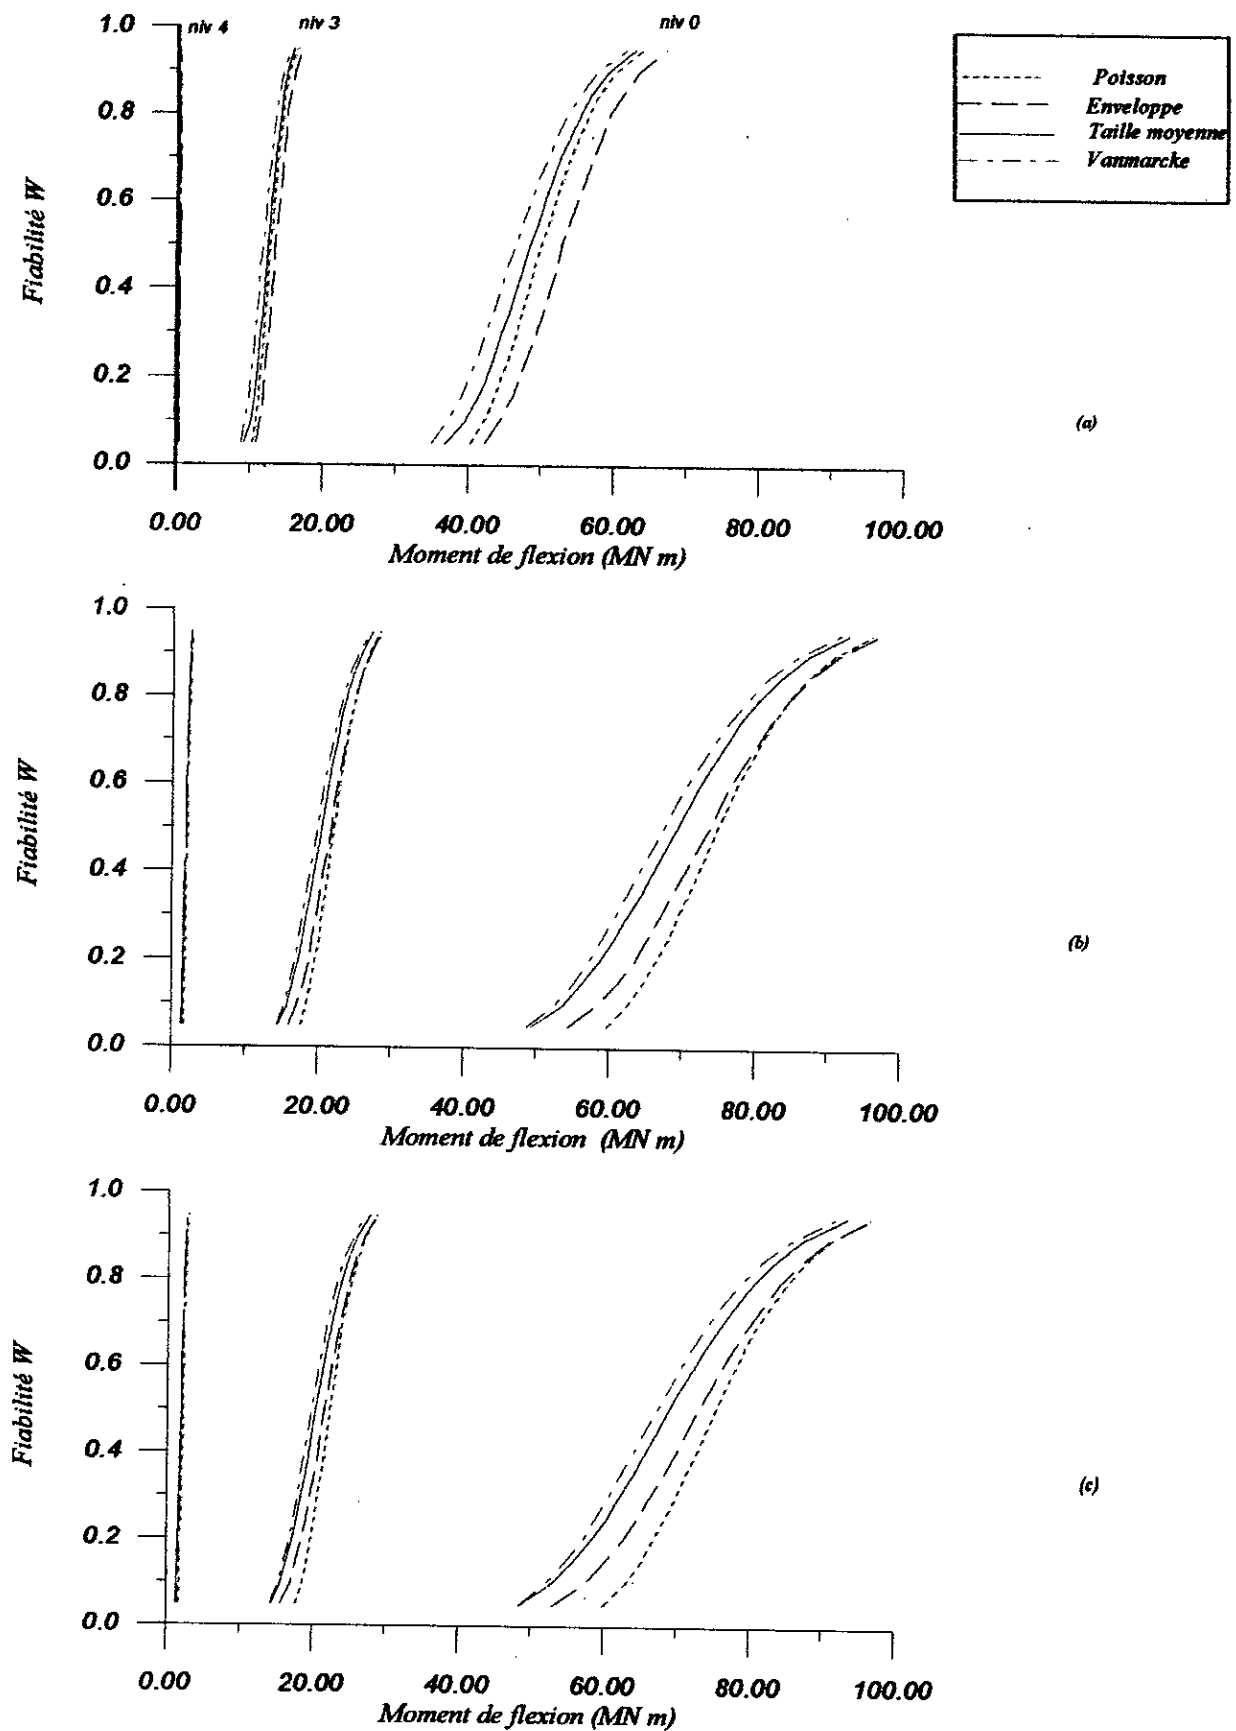 niv 4 niv 3 niv 0
1.0
0.8
0.6
0.4
0.2
0.0
Fiabilité W
0.00 20.00 40.00 60.00 80.00 100.00
Moment de flexion (MN m)
Poisson
Enveloppe
Taille moyenne
Vanmarcke
(a)
1.0
0.8
0.6
0.4
0.2
0.0
Fiabilité W
0.00 20.00 40.00 60.00 80.00 100.00
Moment de flexion (MN m)
(b)
1.0
0.8
0.6
0.4
0.2
0.0
Fiabilité W
0.00 20.00 40.00 60.00 80.00 100.00
Moment de flexion (MN m)
(c)